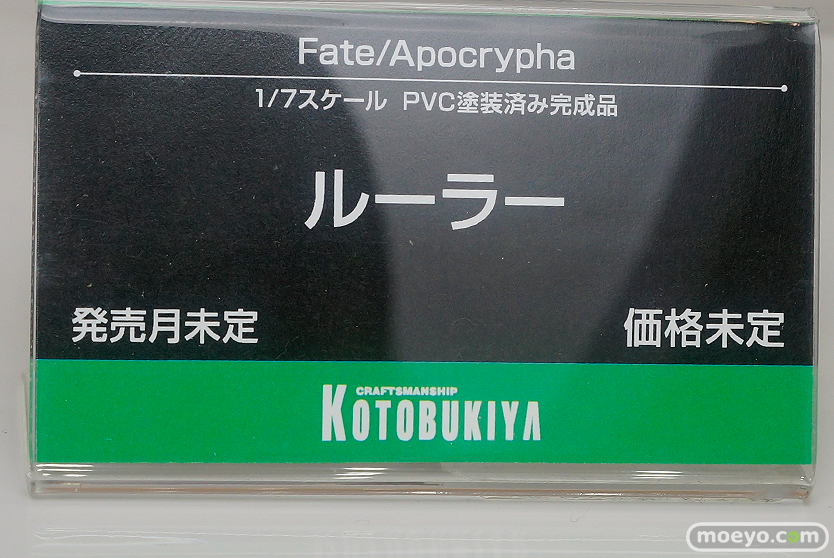 Fate/Apocrypha
1/7スケール PVC塗装済み完成品
ルーラー
発売月未定 価格未定
CRAFTSMANSHIP
KOTOBUKIYA
moeyo.com